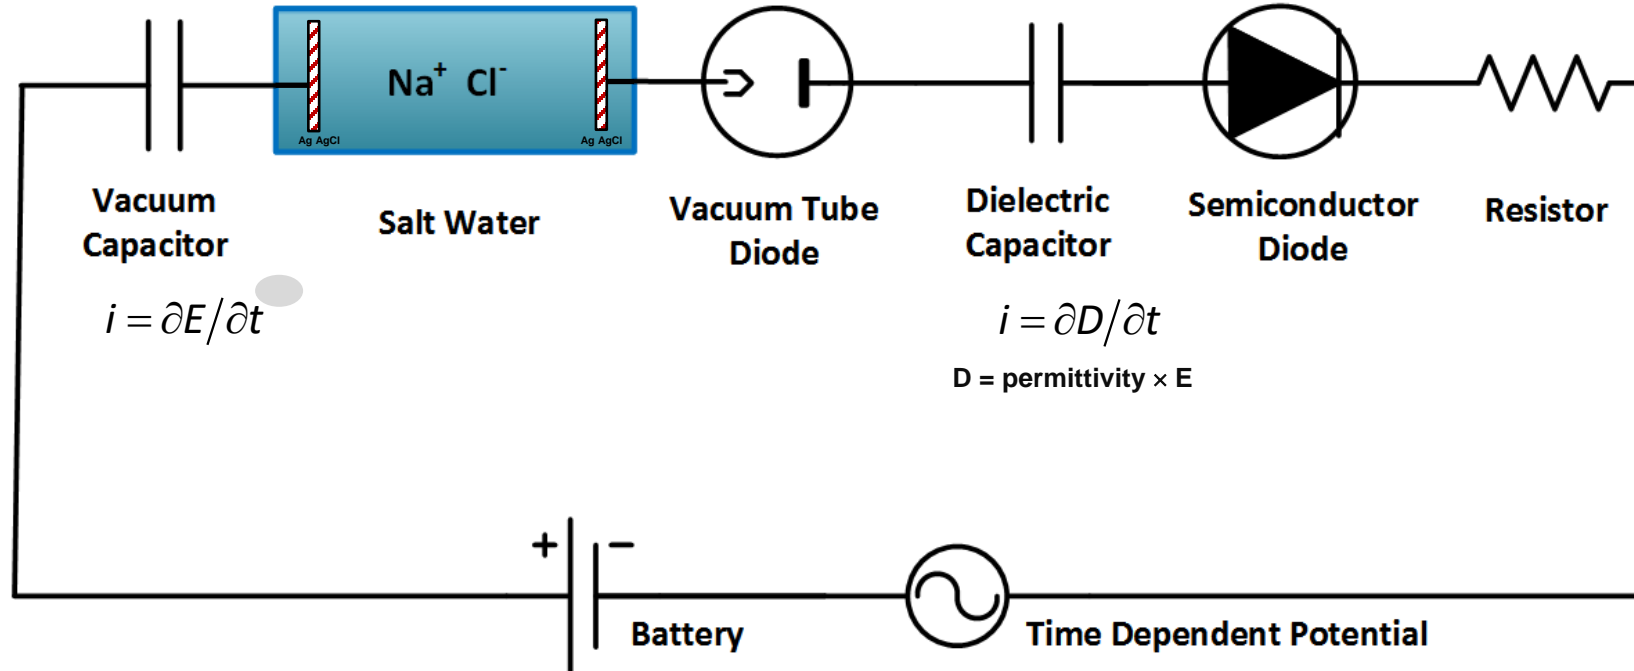 Na⁺ Cl⁻
Ag AgCl
Ag AgCl
Vacuum
Capacitor
Salt Water
Vacuum Tube
Diode
Dielectric
Capacitor
Semiconductor
Diode
Resistor
i = ∂E/∂t
i = ∂D/∂t
D = permittivity × E
+ −
Battery
Time Dependent Potential